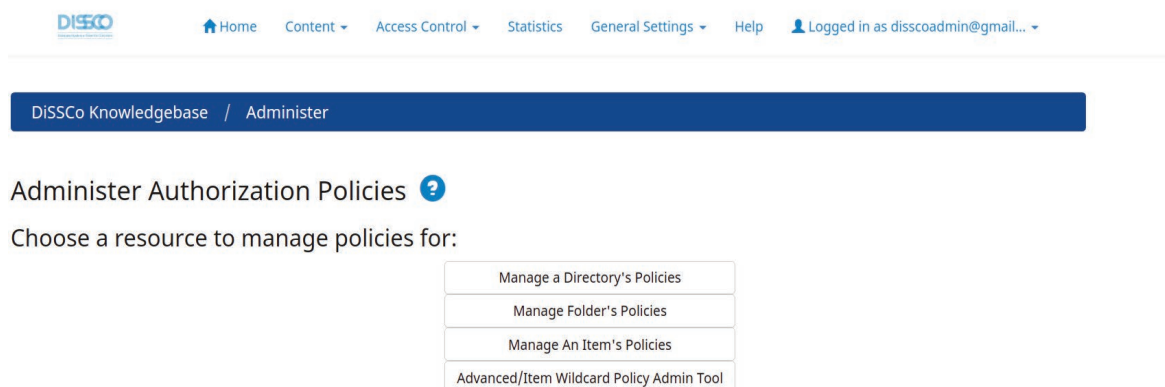 DISSCO
Home Content Access Control Statistics General Settings Help Logged in as disscoadmin@gmail...
DiSSCo Knowledgebase / Administer
Administer Authorization Policies ?
Choose a resource to manage policies for:
Manage a Directory's Policies
Manage Folder's Policies
Manage An Item's Policies
Advanced/Item Wildcard Policy Admin Tool